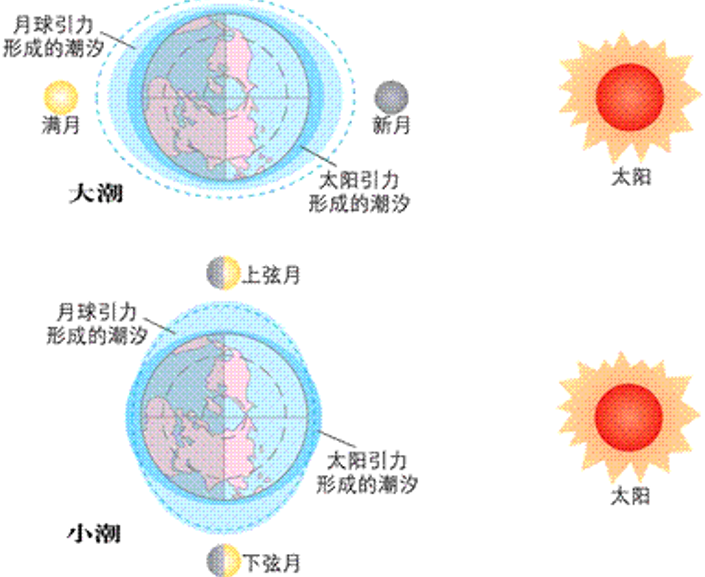 月球引力
形成的潮汐
满月
新月
太阳引力
形成的潮汐
太阳
大潮
上弦月
月球引力
形成的潮汐
太阳引力
形成的潮汐
太阳
小潮
下弦月